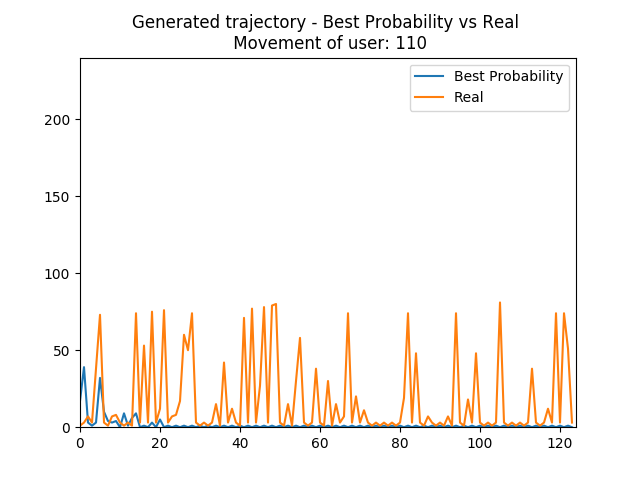 Generated trajectory - Best Probability vs Real
Movement of user: 110
Best Probability
Real
200
150
100
50
0
0 20 40 60 80 100 120